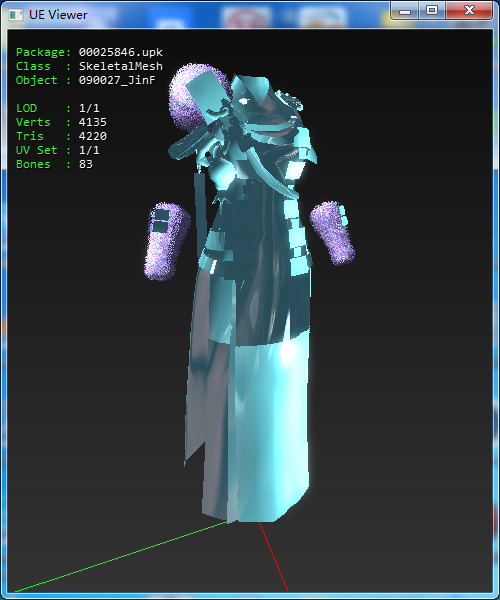 UE Viewer
Package: 00025846.upk
Class : SkeletalMesh
Object : 090027_JinF
LOD : 1/1
Verts : 4135
Tris : 4220
UV Set : 1/1
Bones : 83